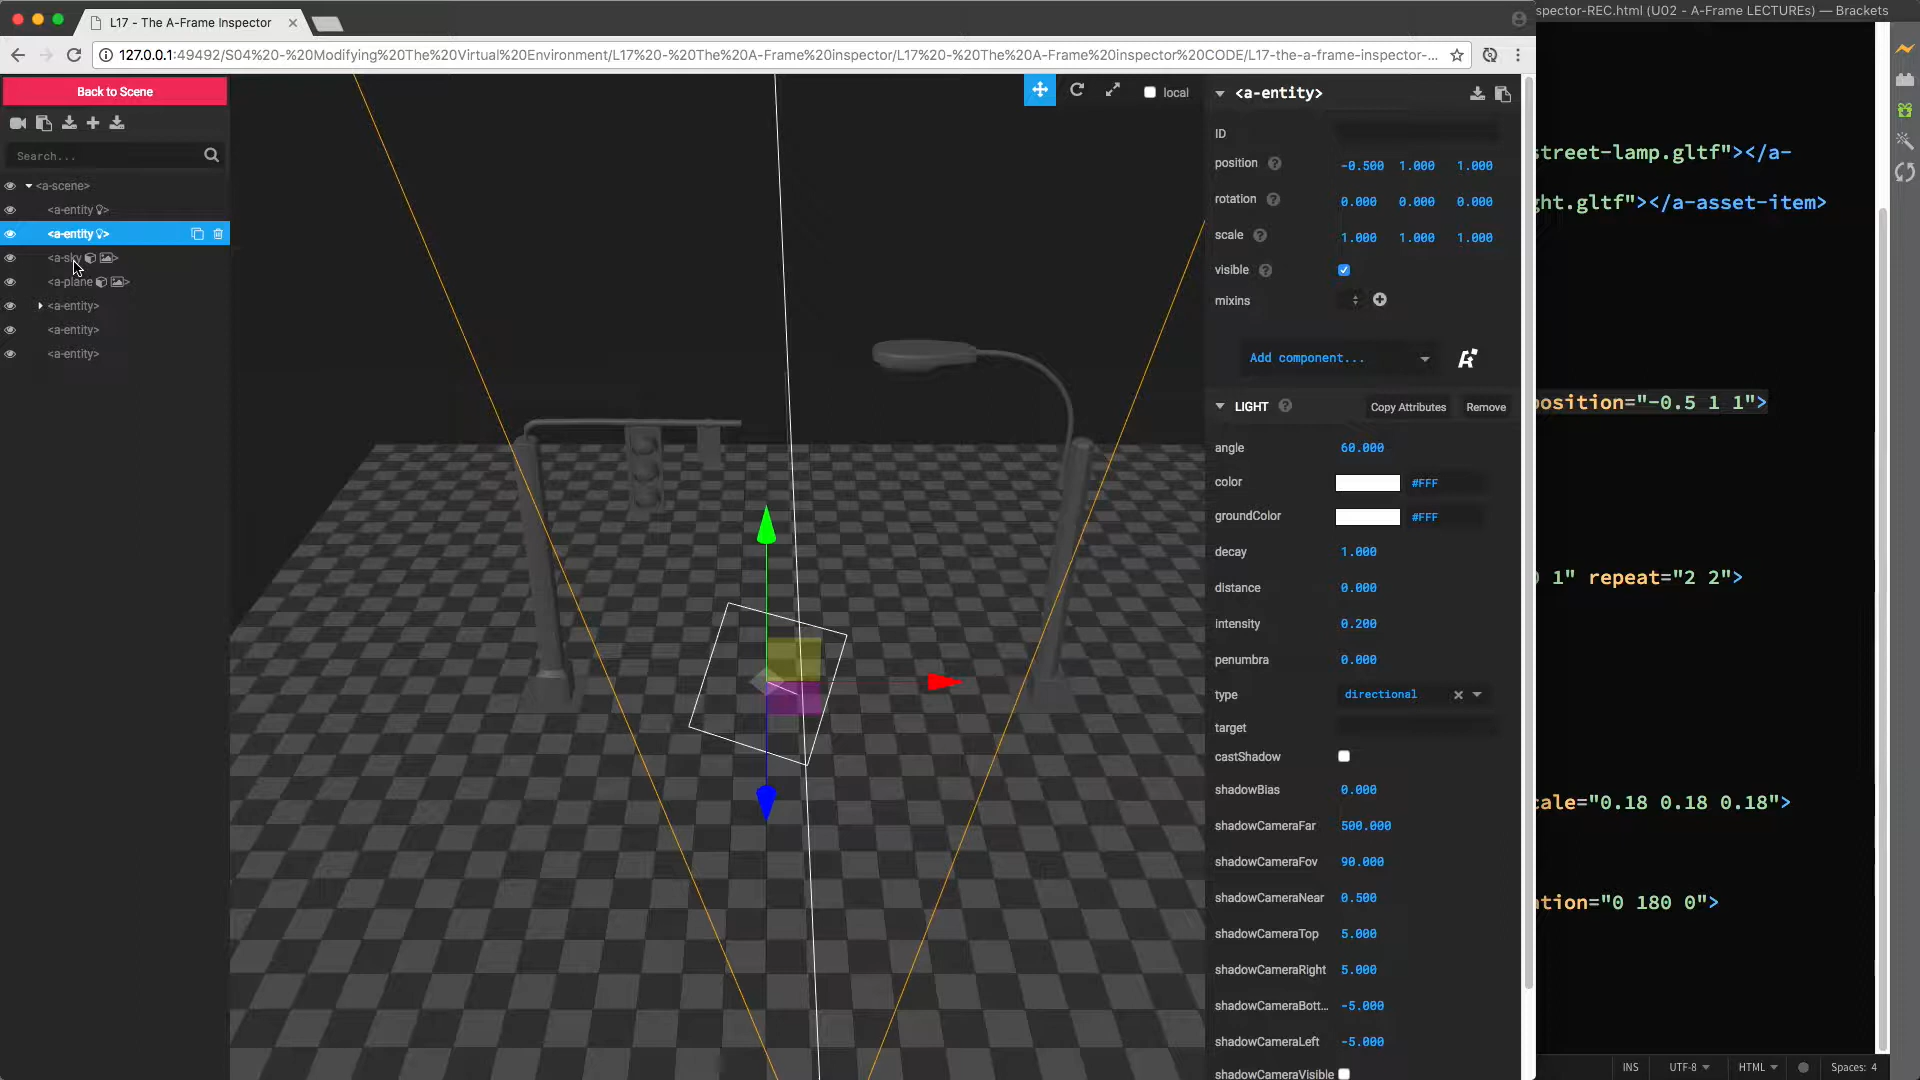 L17 - The A-Frame Inspector
spector-REC.html (U02 - A-Frame LECTUREs) — Brackets
127.0.0.1:49492/S04%20-%20Modifying%20The%20Virtual%20Environment/L17%20-%20The%20A-Frame%20inspector/L17%20-%20The%20A-Frame%20inspector%20CODE/L17-the-a-frame-inspector-...
Back to Scene
Search...
<a-scene>
<a-entity>
<a-entity>
<a-sky>
<a-plane>
<a-entity>
<a-entity>
<a-entity>
local
<a-entity>
ID
position ? -0.500 1.000 1.000
rotation ? 0.000 0.000 0.000
scale ? 1.000 1.000 1.000
visible ?
mixins
Add component...
LIGHT ? Copy Attributes Remove
angle 60.000
color #FFF
groundColor #FFF
decay 1.000
distance 0.000
intensity 0.200
penumbra 0.000
type directional
target
castShadow
shadowBias 0.000
shadowCameraFar 500.000
shadowCameraFov 90.000
shadowCameraNear 0.500
shadowCameraTop 5.000
shadowCameraRight 5.000
shadowCameraBott... -5.000
shadowCameraLeft -5.000
shadowCameraVisible
street-lamp.gltf"></a-
ght.gltf"></a-asset-item>
position="-0.5 1 1">
0 1" repeat="2 2">
cale="0.18 0.18 0.18">
ation="0 180 0">
INS UTF-8 HTML Spaces: 4